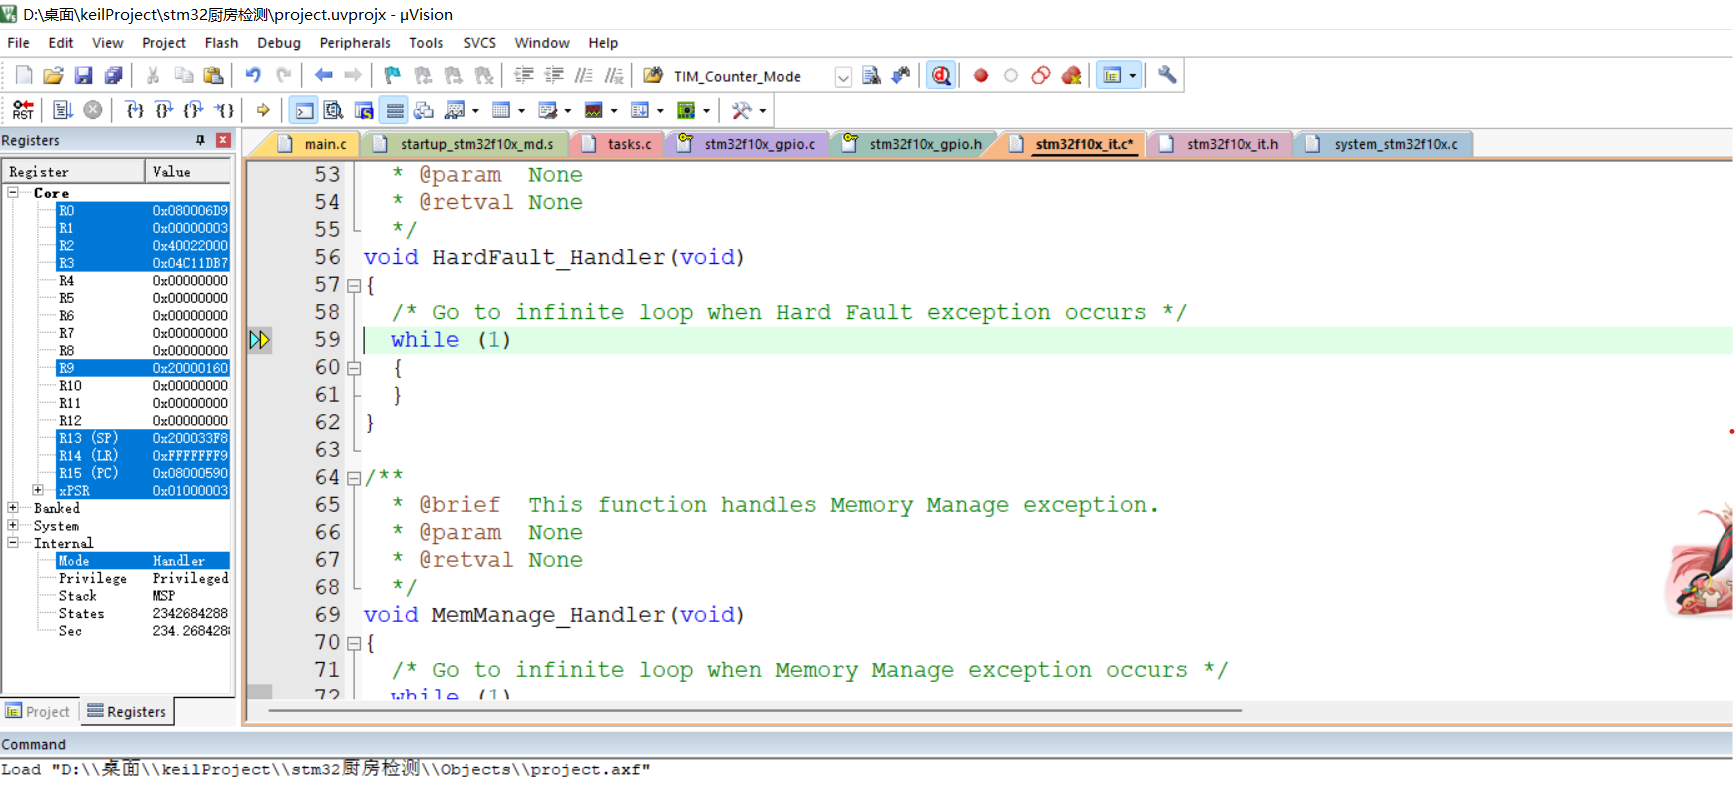 D:\桌面\keilProject\stm32厨房检测\project.uvprojx - µVision
File Edit View Project Flash Debug Peripherals Tools SVCS Window Help
TIM_Counter_Mode
RST
Registers
main.c startup_stm32f10x_md.s tasks.c stm32f10x_gpio.c stm32f10x_gpio.h stm32f10x_it.c* stm32f10x_it.h system_stm32f10x.c
Register Value
Core
R0 0x080006D9
R1 0x00000003
R2 0x40022000
R3 0x04C11DB7
R4 0x00000000
R5 0x00000000
R6 0x00000000
R7 0x00000000
R8 0x00000000
R9 0x20000160
R10 0x00000000
R11 0x00000000
R12 0x00000000
R13 (SP) 0x200033F8
R14 (LR) 0xFFFFFFF9
R15 (PC) 0x08000590
xPSR 0x01000003
Banked
System
Internal
Mode Handler
Privilege Privileged
Stack MSP
States 2342684288
Sec 234.2684288
Project Registers
53 * @param None
54 * @retval None
55 */
56 void HardFault_Handler(void)
57 {
58 /* Go to infinite loop when Hard Fault exception occurs */
59 while (1)
60 {
61 }
62 }
63
64 /**
65 * @brief This function handles Memory Manage exception.
66 * @param None
67 * @retval None
68 */
69 void MemManage_Handler(void)
70 {
71 /* Go to infinite loop when Memory Manage exception occurs */
72 while (1)
Command
Load "D:\\桌面\\keilProject\\stm32厨房检测\\Objects\\project.axf"